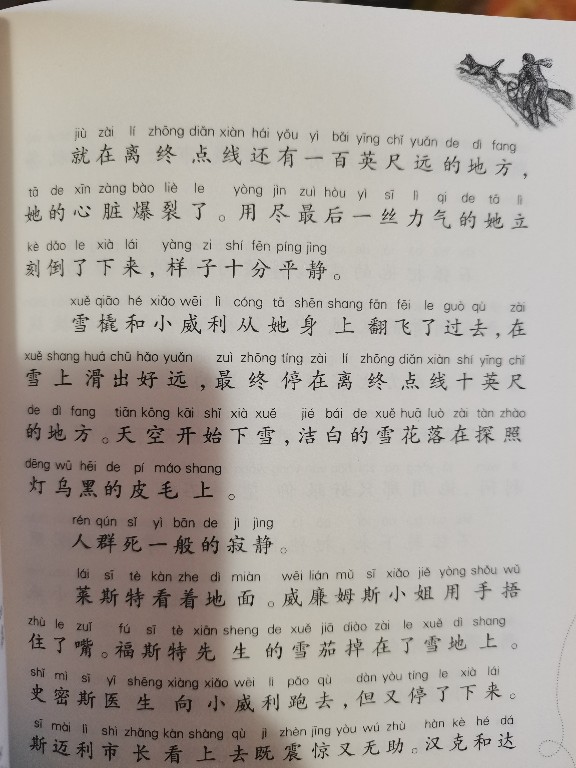 jiù zài lí zhōng diǎn xiàn hái yǒu yì bǎi yīng chǐ yuǎn de dì fang
就在离终点线还有一百英尺远的地方，
tā de xīn zàng bào liè le yòng jìn zuì hòu yì sī lì qi de tā lì
她的心脏爆裂了。用尽最后一丝力气的她立
kè dǎo le xià lái yàng zi shí fēn píng jìng
刻倒了下来，样子十分平静。
xuě qiāo hé xiǎo wēi lì cóng tā shēn shang fān fēi le guò qù zài
雪橇和小威利从她身上翻飞了过去，在
xuě shang huá chū hǎo yuǎn zuì zhōng tíng zài lí zhōng diǎn xiàn shí yīng chǐ
雪上滑出好远，最终停在离终点线十英尺
de dì fang tiān kōng kāi shǐ xià xuě jié bái de xuě huā luò zài tàn zhào
的地方。天空开始下雪，洁白的雪花落在探照
dēng wū hēi de pí máo shang
灯乌黑的皮毛上。
rén qún sǐ yì bān de jì jìng
人群死一般的寂静。
lái sī tè kàn zhe dì miàn wēi lián mǔ sī xiǎo jiě yòng shǒu wǔ
莱斯特看着地面。威廉姆斯小姐用手捂
zhù le zuǐ fú sī tè xiān sheng de xuě jiā diào zài le xuě dì shang
住了嘴。福斯特先生的雪茄掉在了雪地上。
shǐ mì sī yī shēng xiàng xiǎo wēi lì pǎo qù dàn yòu tíng le xià lái
史密斯医生向小威利跑去，但又停了下来。
sī mài lì shì zhǎng kàn shàng qù jì zhèn jīng yòu wú zhù hàn kè hé dá
斯迈利市长看上去既震惊又无助。汉克和达